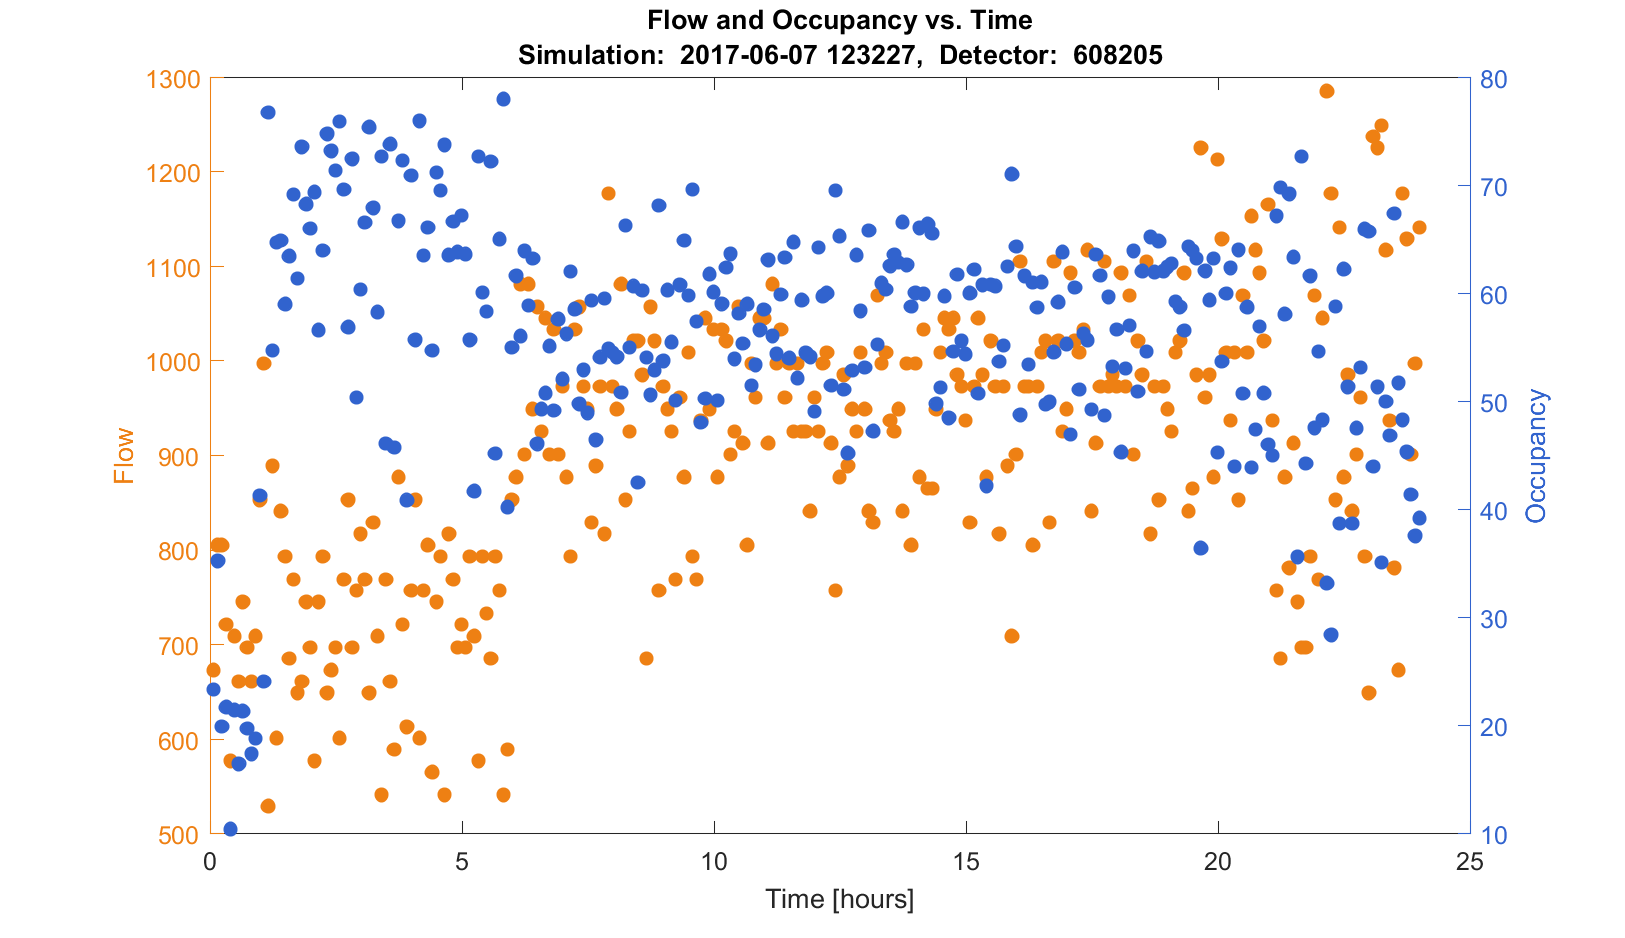 Flow and Occupancy vs. Time
Simulation:  2017-06-07 123227,  Detector:  608205
1300
1200
1100
1000
900
800
700
600
500
Flow
80
70
60
50
40
30
20
10
Occupancy
0 5 10 15 20 25
Time [hours]